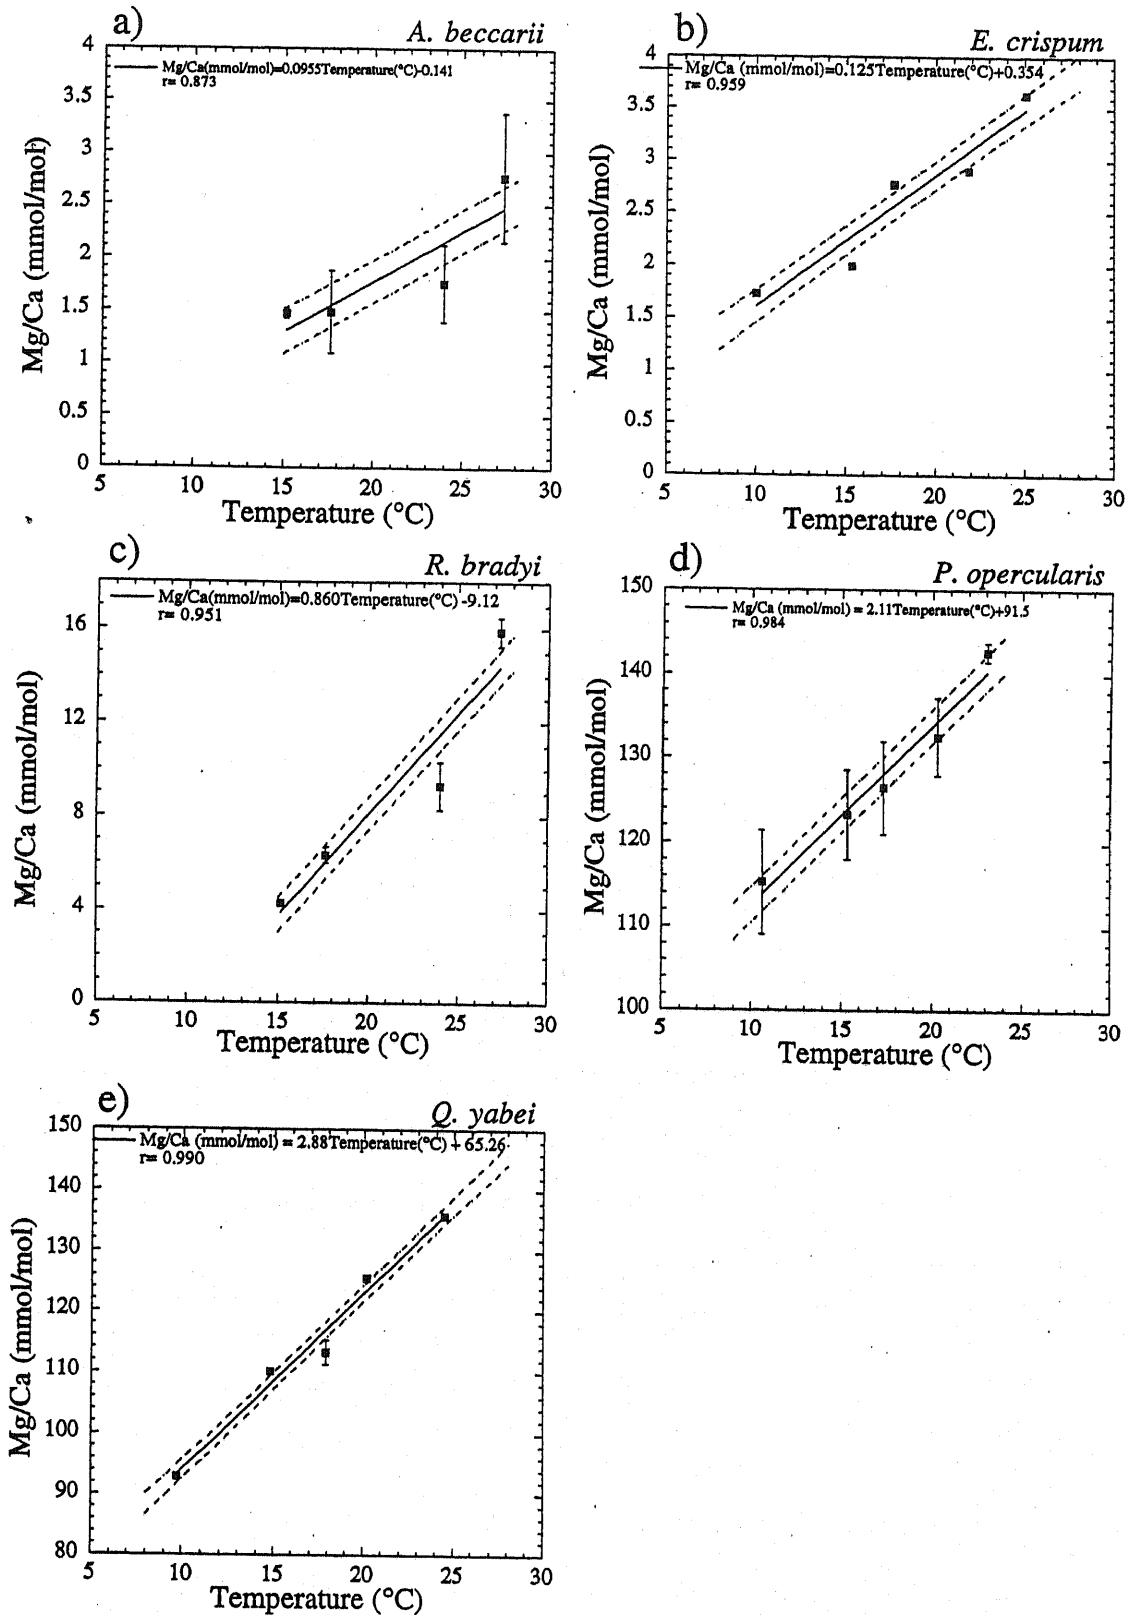 a)
A. beccarii
Mg/Ca(mmol/mol)=0.0955Temperature(°C)-0.141
r= 0.873
4
3.5
3
2.5
2
1.5
1
0.5
0
Mg/Ca (mmol/mol)
5 10 15 20 25 30
Temperature (°C)
b)
E. crispum
Mg/Ca (mmol/mol)=0.125Temperature(°C)+0.354
r= 0.959
4
3.5
3
2.5
2
1.5
1
0.5
0
Mg/Ca (mmol/mol)
5 10 15 20 25 30
Temperature (°C)
c)
R. bradyi
Mg/Ca(mmol/mol)=0.860Temperature(°C) -9.12
r= 0.951
16
12
8
4
0
Mg/Ca (mmol/mol)
5 10 15 20 25 30
Temperature (°C)
d)
P. opercularis
Mg/Ca (mmol/mol) = 2.11Temperature(°C)+91.5
r= 0.984
150
140
130
120
110
100
Mg/Ca (mmol/mol)
5 10 15 20 25 30
Temperature (°C)
e)
Q. yabei
Mg/Ca (mmol/mol) = 2.88Temperature(°C) + 65.26
r= 0.990
150
140
130
120
110
100
90
80
Mg/Ca (mmol/mol)
5 10 15 20 25 30
Temperature (°C)